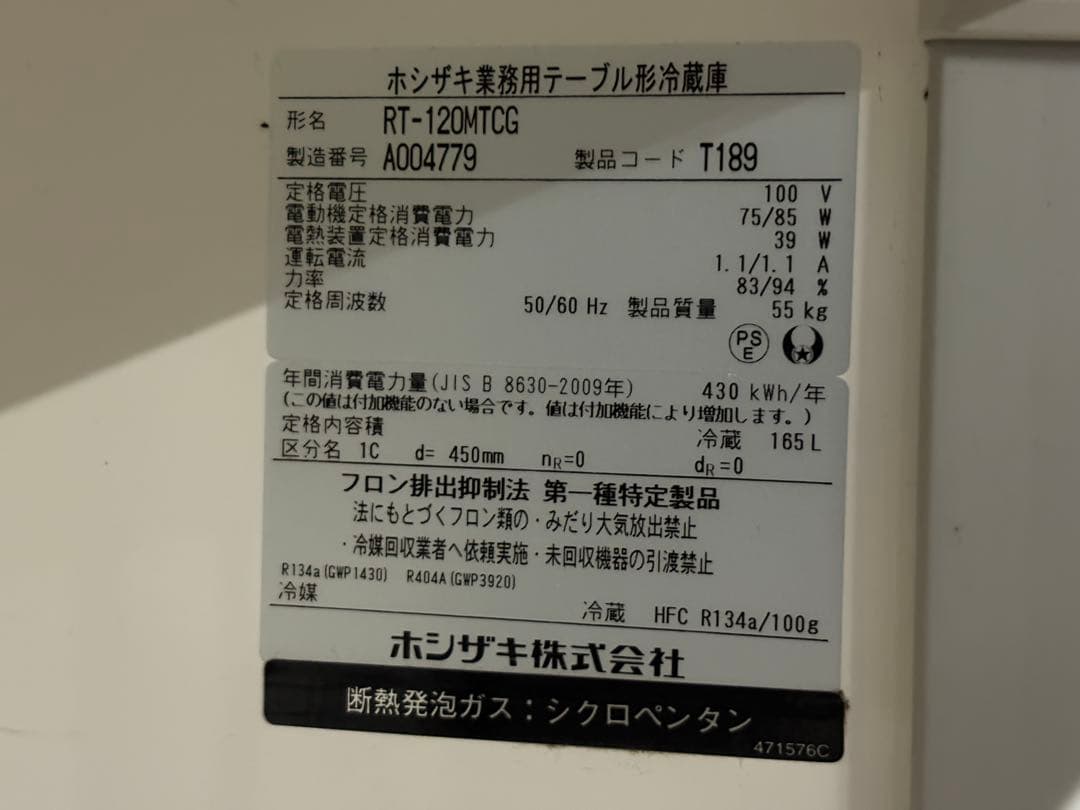 ホシザキ業務用テーブル形冷蔵庫
形名 RT-120MTCG
製造番号 A004779 製品コード T189
定格電圧 100 V
電動機定格消費電力 75/85 W
電熱装置定格消費電力 39 W
運転電流 1.1/1.1 A
力率 83/94 %
定格周波数 50/60 Hz 製品質量 55 kg
PS
E
年間消費電力量(JIS B 8630-2009年) 430 kWh/年
(この値は付加機能のない場合です。値は付加機能により増加します。)
定格内容積 冷蔵 165L
区分名 1C d= 450mm nR=0 dR=0
フロン排出抑制法 第一種特定製品
法にもとづくフロン類の・みだり大気放出禁止
・冷媒回収業者へ依頼実施・未回収機器の引渡禁止
R134a(GWP1430) R404A(GWP3920)
冷媒 冷蔵 HFC R134a/100g
ホシザキ株式会社
断熱発泡ガス：シクロペンタン
471576C